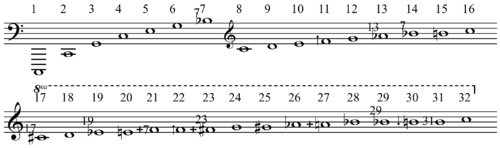 1 2 3 4 5 6 7 8 9 10 11 12 13 14 15 16
7 13 7
8va
17 18 19 20 21 22 23 24 25 26 27 28 29 30 31 32
17 19 +7 + 23 + 29 31